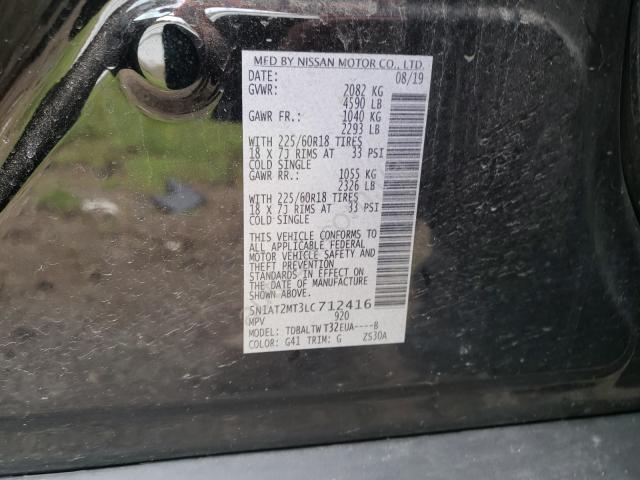 MFD BY NISSAN MOTOR CO., LTD.
DATE: 08/19
GVWR: 2082 KG
4590 LB
GAWR FR.: 1040 KG
2293 LB
WITH 225/60R18 TIRES
18 X 7J RIMS AT 33 PSI
COLD SINGLE
GAWR RR.: 1055 KG
2326 LB
WITH 225/60R18 TIRES
18 X 7J RIMS AT 33 PSI
COLD SINGLE
THIS VEHICLE CONFORMS TO
ALL APPLICABLE FEDERAL
MOTOR VEHICLE SAFETY AND
THEFT PREVENTION
STANDARDS IN EFFECT ON
THE DATE OF MANUFACTURE
SHOWN ABOVE.
5N1AT2MT3LC712416
MPV 920
MODEL: TDBALTW T32EUA----B
COLOR: G41 TRIM: G ZS30A